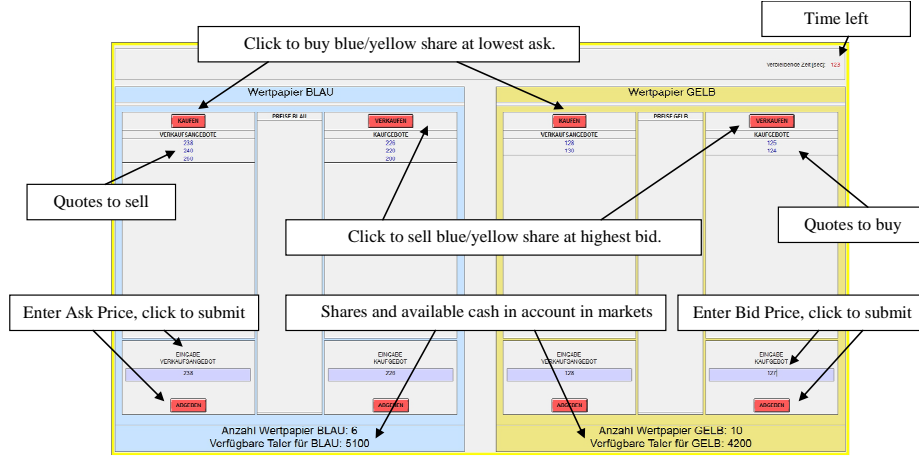 Time left
Click to buy blue/yellow share at lowest ask.
verbleibende Zeit [sec]: 123
Wertpapier BLAU
Wertpapier GELB
KAUFEN
PREISE BLAU
VERKAUFEN
KAUFEN
PREISE GELB
VERKAUFEN
VERKAUFSANGEBOTE
KAUFGEBOTE
VERKAUFSANGEBOTE
KAUFGEBOTE
238
226
128
125
240
220
130
124
260
200
Quotes to sell
Click to sell blue/yellow share at highest bid.
Quotes to buy
Enter Ask Price, click to submit
Shares and available cash in account in markets
Enter Bid Price, click to submit
EINGABE
VERKAUFSANGEBOT
EINGABE
KAUFGEBOT
EINGABE
VERKAUFSANGEBOT
EINGABE
KAUFGEBOT
238
220
128
127
ABGEBEN
ABGEBEN
ABGEBEN
ABGEBEN
Anzahl Wertpapier BLAU: 6
Verfügbare Taler für BLAU: 5100
Anzahl Wertpapier GELB: 10
Verfügbare Taler für GELB: 4200